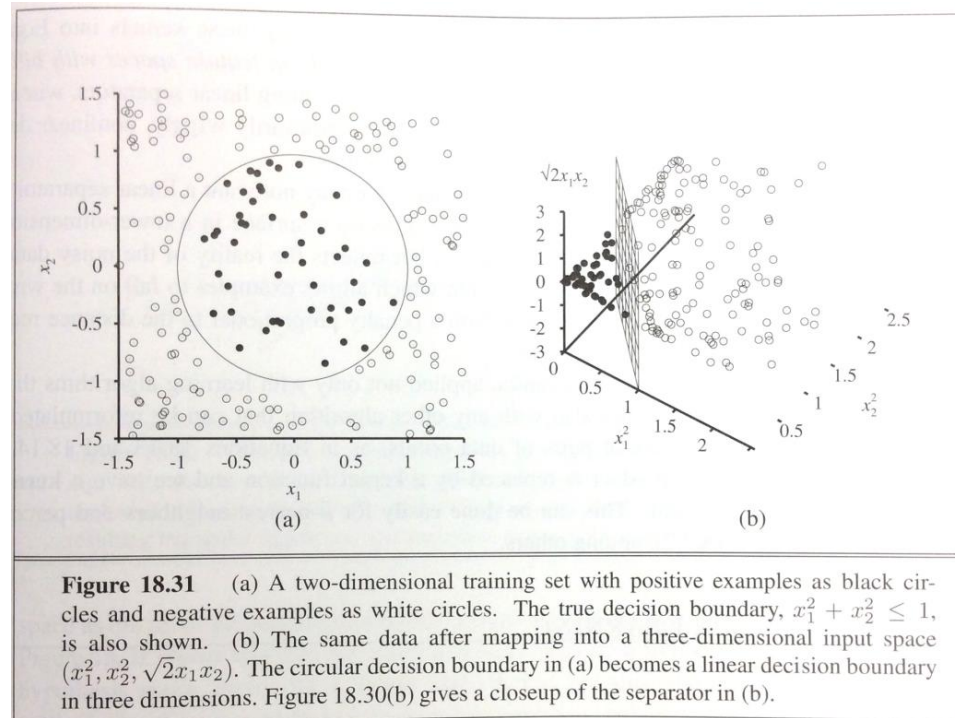 1.5
1
0.5
0
-0.5
-1
-1.5
x₂
-1.5 -1 -0.5 0 0.5 1 1.5
x₁
(a)
√2x₁x₂
3
2
1
0
-1
-2
-3
0
0.5
1
1.5
2
x₁²
0.5
1
1.5
2
2.5
x₂²
(b)
Figure 18.31 (a) A two-dimensional training set with positive examples as black cir-
cles and negative examples as white circles. The true decision boundary, x₁² + x₂² ≤ 1,
is also shown. (b) The same data after mapping into a three-dimensional input space
(x₁², x₂², √2x₁x₂). The circular decision boundary in (a) becomes a linear decision boundary
in three dimensions. Figure 18.30(b) gives a closeup of the separator in (b).